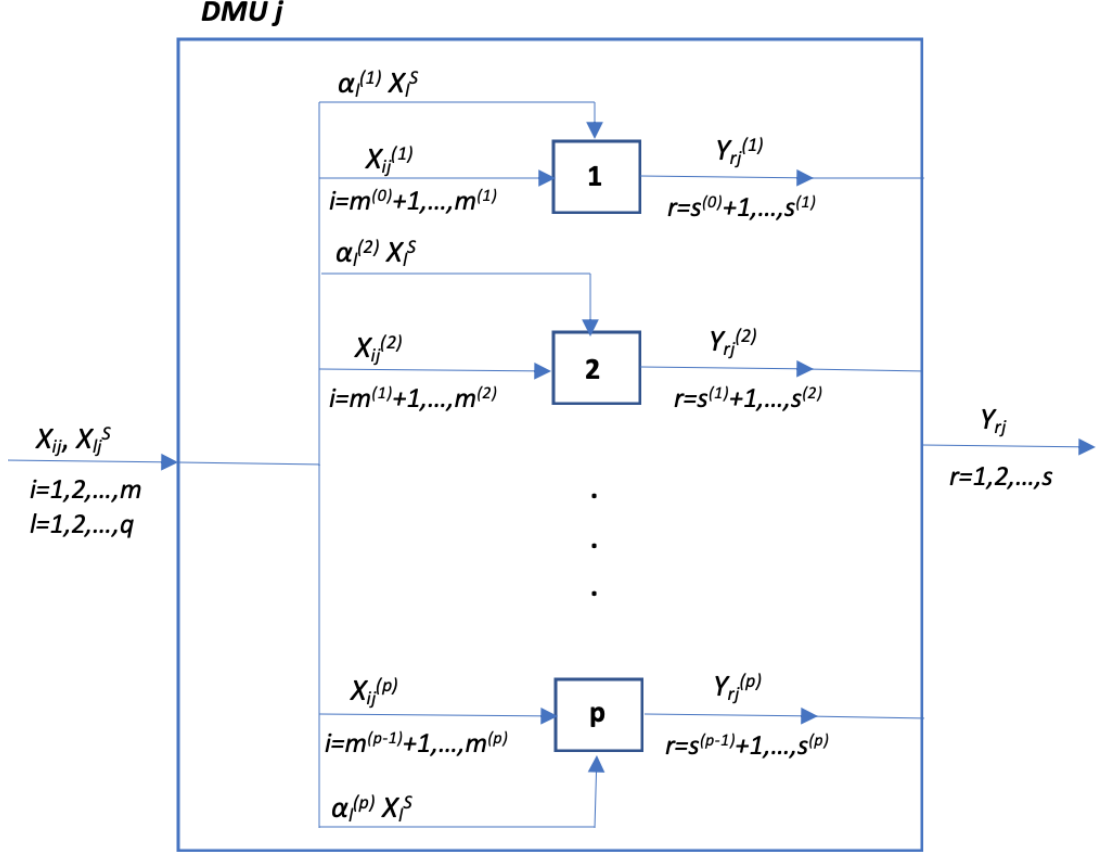 DMU j
αl(1) XlS
Xij(1)
i=m(0)+1,...,m(1)
1
Yrj(1)
r=s(0)+1,...,s(1)
αl(2) XlS
Xij(2)
i=m(1)+1,...,m(2)
2
Yrj(2)
r=s(1)+1,...,s(2)
Xij, XljS
i=1,2,...,m
l=1,2,...,q
Yrj
r=1,2,...,s
.
.
.
Xij(p)
i=m(p-1)+1,...,m(p)
p
Yrj(p)
r=s(p-1)+1,...,s(p)
αl(p) XlS